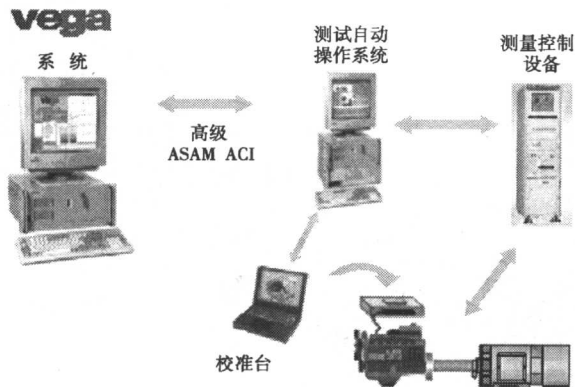 vega
系 统
测试自动
操作系统
测量控制
设备
高级
ASAM ACI
校准台